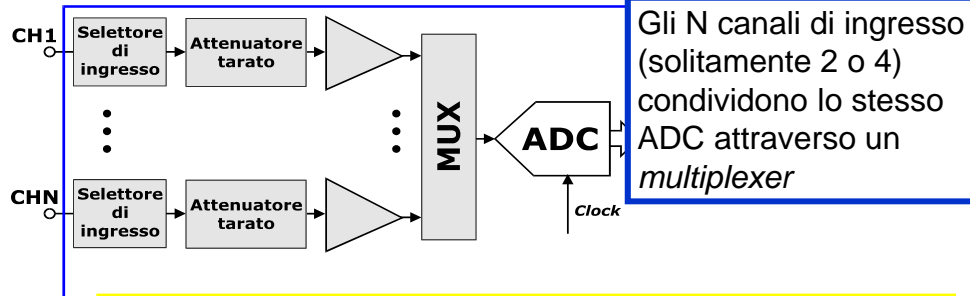 CH1
Selettore
di
ingresso
Attenuatore
tarato
MUX
ADC
Clock
CHN
Selettore
di
ingresso
Attenuatore
tarato
Gli N canali di ingresso
(solitamente 2 o 4)
condividono lo stesso
ADC attraverso un
multiplexer